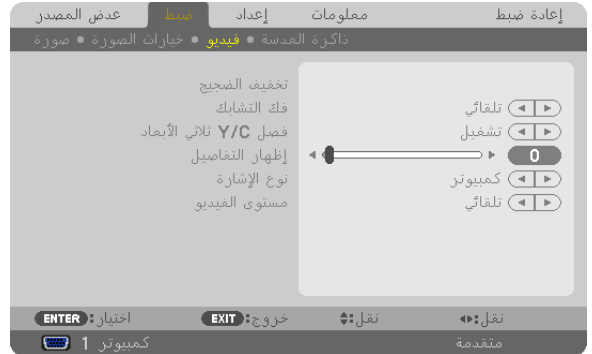 عرض المصدر ضبط إعداد معلومات إعادة ضبط
صورة • خيارات الصورة • فيديو • ذاكرة العدسة
تخفيف الضجيج
فك التشابك تلقائي
فصل Y/C ثلاثي الأبعاد تشغيل
إظهار التفاصيل 0
نوع الإشارة كمبيوتر
مستوى الفيديو تلقائي
ENTER :اختيار EXIT :خروج نقل: نقل:
كمبيوتر 1 متقدمة